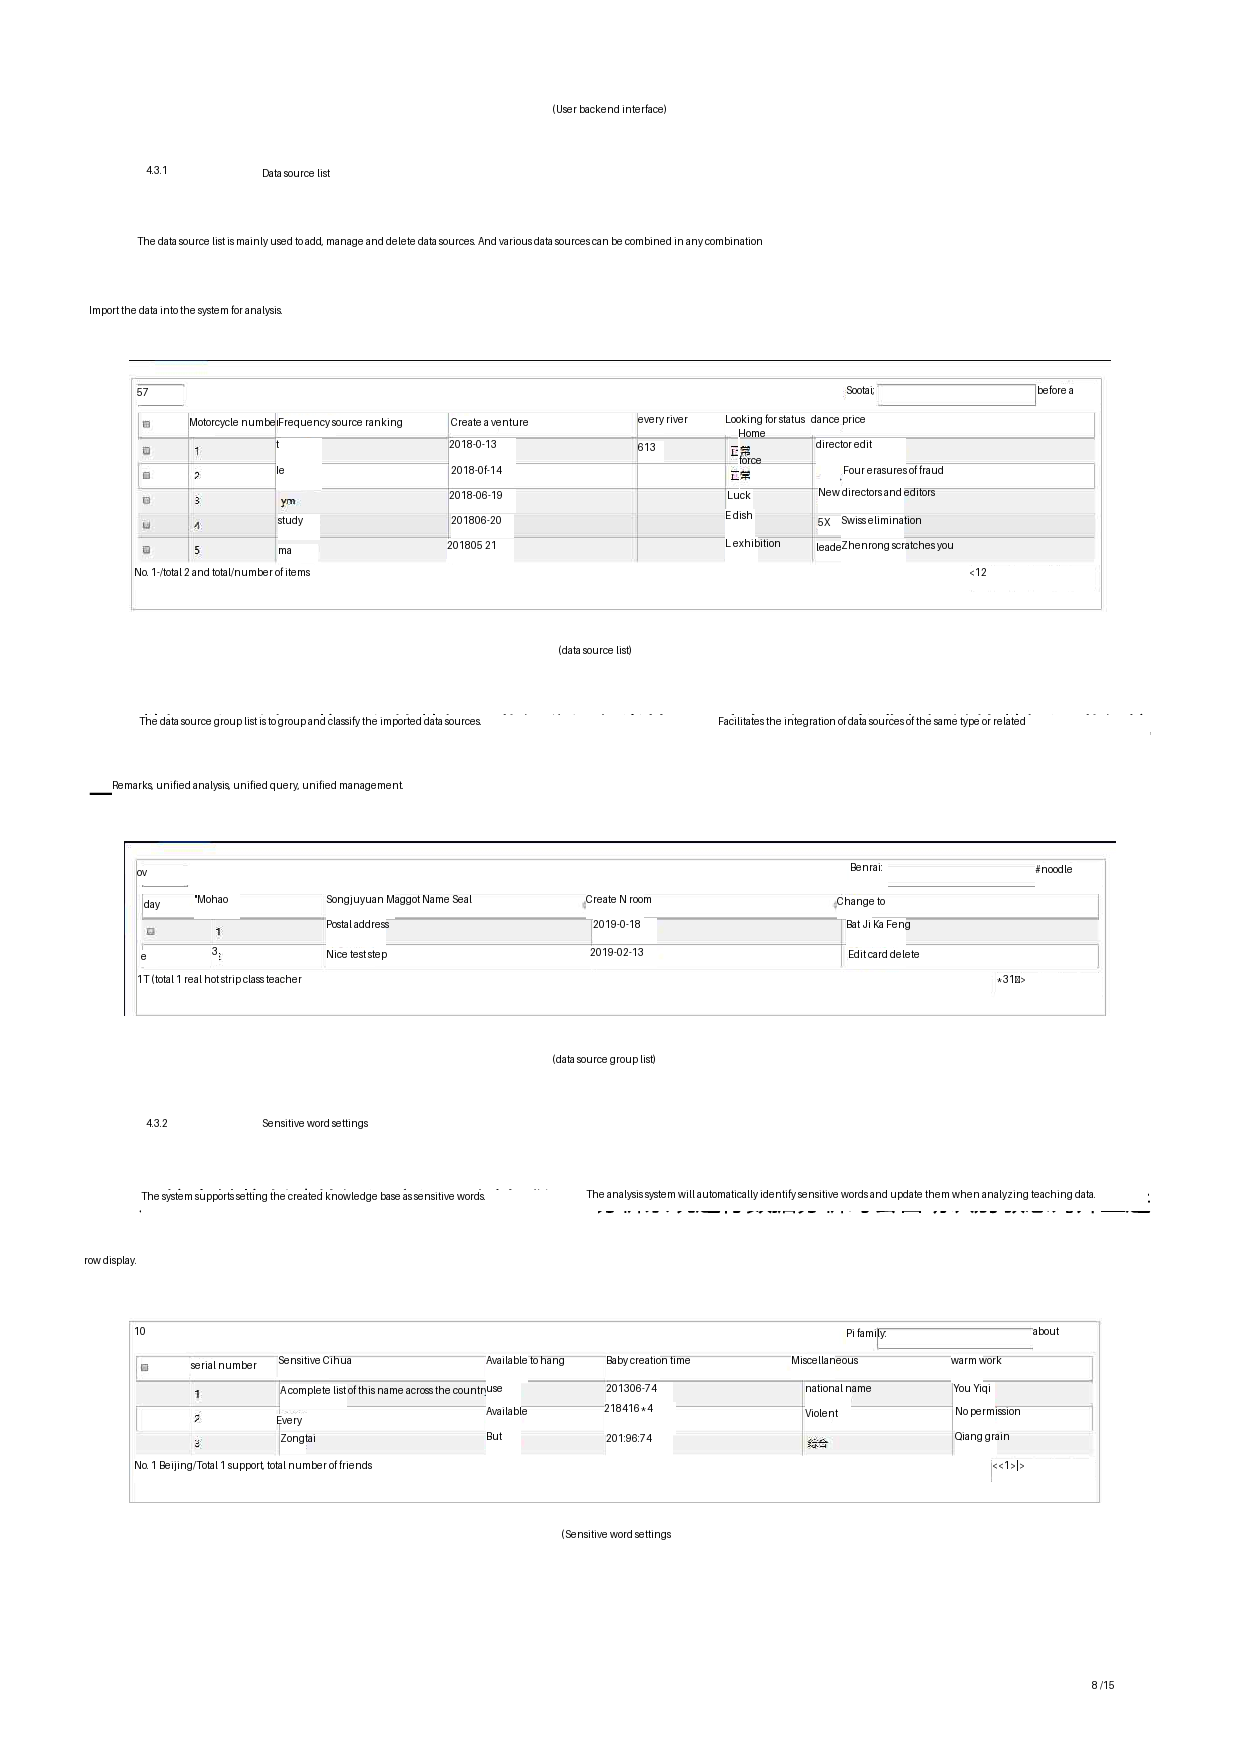 (User backend interface)
4.3.1 Data source list
The data source list is mainly used to add, manage and delete data sources. And various data sources can be combined in any combination
Import the data into the system for analysis.
57 Sootai; before a
Motorcycle number Frequency source ranking Create a venture every river Looking for status dance price
Home
1 t 2018-0-13 613 正常 director edit
force
2 le 2018-0f-14 正常 Four erasures of fraud
3 ym 2018-06-19 Luck New directors and editors
4 study 201806-20 E dish 5X Swiss elimination
5 ma 201805 21 L exhibition leade Zhenrong scratches you
No. 1-/total 2 and total/number of items <12
(data source list)
The data source group list is to group and classify the imported data sources. Facilitates the integration of data sources of the same type or related
Remarks, unified analysis, unified query, unified management.
ov Benrai: #noodle
day "Mohao Songjuyuan Maggot Name Seal Create N room Change to
1 Postal address 2019-0-18 Bat Ji Ka Feng
e 3 Nice test step 2019-02-13 Edit card delete
1T (total 1 real hot strip class teacher *31>
(data source group list)
4.3.2 Sensitive word settings
The system supports setting the created knowledge base as sensitive words. The analysis system will automatically identify sensitive words and update them when analyzing teaching data.
row display.
10 Pi family: about
serial number Sensitive Cihua Available to hang Baby creation time Miscellaneous warm work
1 A complete list of this name across the country use 201306-74 national name You Yiqi
2 Every Available 218416*4 Violent No permission
3 Zongtai But 201:96:74 综合 Qiang grain
No. 1 Beijing/Total 1 support, total number of friends <<1>|>
(Sensitive word settings
8 /15